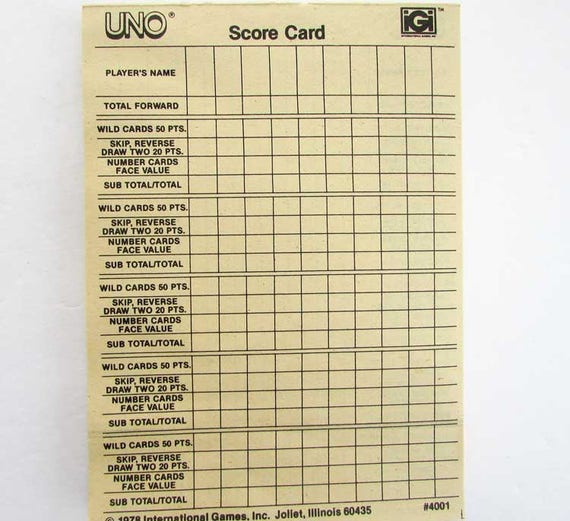 UNO®
Score Card
iGi™
INTERNATIONAL GAMES, INC.
PLAYER'S NAME
TOTAL FORWARD
WILD CARDS 50 PTS.
SKIP, REVERSE
DRAW TWO 20 PTS.
NUMBER CARDS
FACE VALUE
SUB TOTAL/TOTAL
WILD CARDS 50 PTS.
SKIP, REVERSE
DRAW TWO 20 PTS.
NUMBER CARDS
FACE VALUE
SUB TOTAL/TOTAL
WILD CARDS 50 PTS.
SKIP, REVERSE
DRAW TWO 20 PTS.
NUMBER CARDS
FACE VALUE
SUB TOTAL/TOTAL
WILD CARDS 50 PTS.
SKIP, REVERSE
DRAW TWO 20 PTS.
NUMBER CARDS
FACE VALUE
SUB TOTAL/TOTAL
WILD CARDS 50 PTS.
SKIP, REVERSE
DRAW TWO 20 PTS.
NUMBER CARDS
FACE VALUE
SUB TOTAL/TOTAL
© 1978 International Games, Inc. Joliet, Illinois 60435 #4001